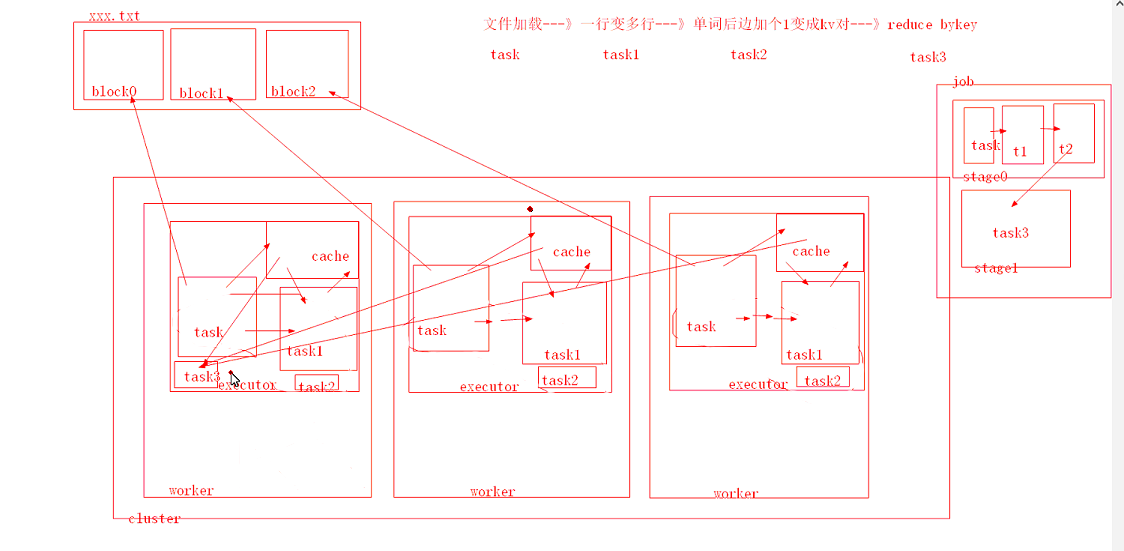 xxx.txt
文件加载---》一行变多行---》单词后边加个1变成kv对---》reduce bykey
task
task1
task2
task3
block0
block1
block2
job
task
t1
t2
stage0
task3
stage1
cache
task
task1
task3
executor
task2
worker
cache
task
task1
task2
executor
worker
cache
task
task1
task2
executor
worker
cluster